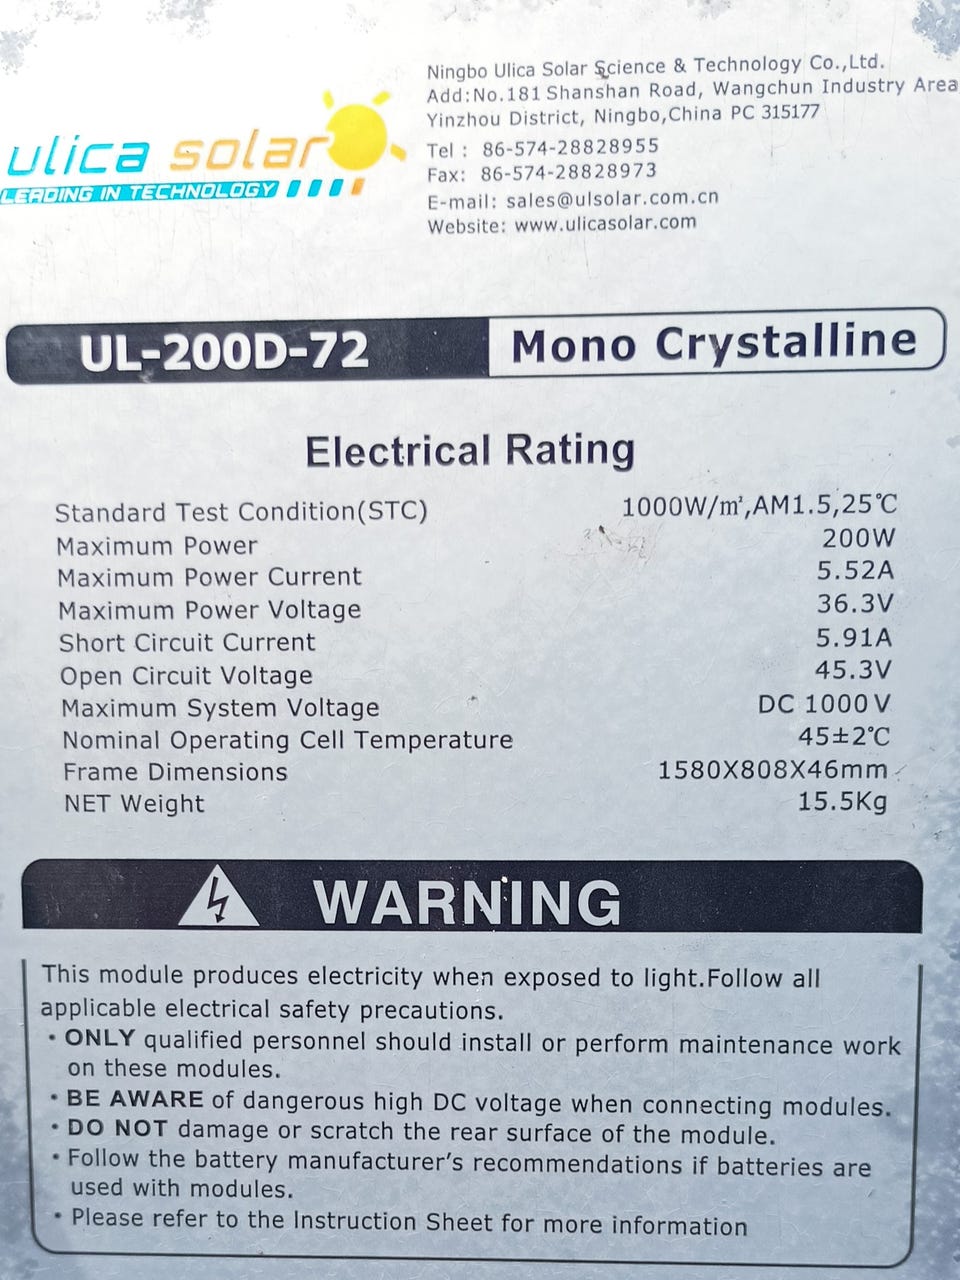 Ningbo Ulica Solar Science & Technology Co.,Ltd.
Add:No.181 Shanshan Road, Wangchun Industry Area
Yinzhou District, Ningbo,China PC 315177
Tel : 86-574-28828955
Fax: 86-574-28828973
E-mail: sales@ulsolar.com.cn
Website: www.ulicasolar.com
ulica solar
LEADING IN TECHNOLOGY
UL-200D-72 Mono Crystalline
Electrical Rating
Standard Test Condition(STC) 1000W/㎡,AM1.5,25℃
Maximum Power 200W
Maximum Power Current 5.52A
Maximum Power Voltage 36.3V
Short Circuit Current 5.91A
Open Circuit Voltage 45.3V
Maximum System Voltage DC 1000V
Nominal Operating Cell Temperature 45±2℃
Frame Dimensions 1580X808X46mm
NET Weight 15.5Kg
WARNING
This module produces electricity when exposed to light.Follow all
applicable electrical safety precautions.
• ONLY qualified personnel should install or perform maintenance work
on these modules.
• BE AWARE of dangerous high DC voltage when connecting modules.
• DO NOT damage or scratch the rear surface of the module.
• Follow the battery manufacturer's recommendations if batteries are
used with modules.
• Please refer to the Instruction Sheet for more information